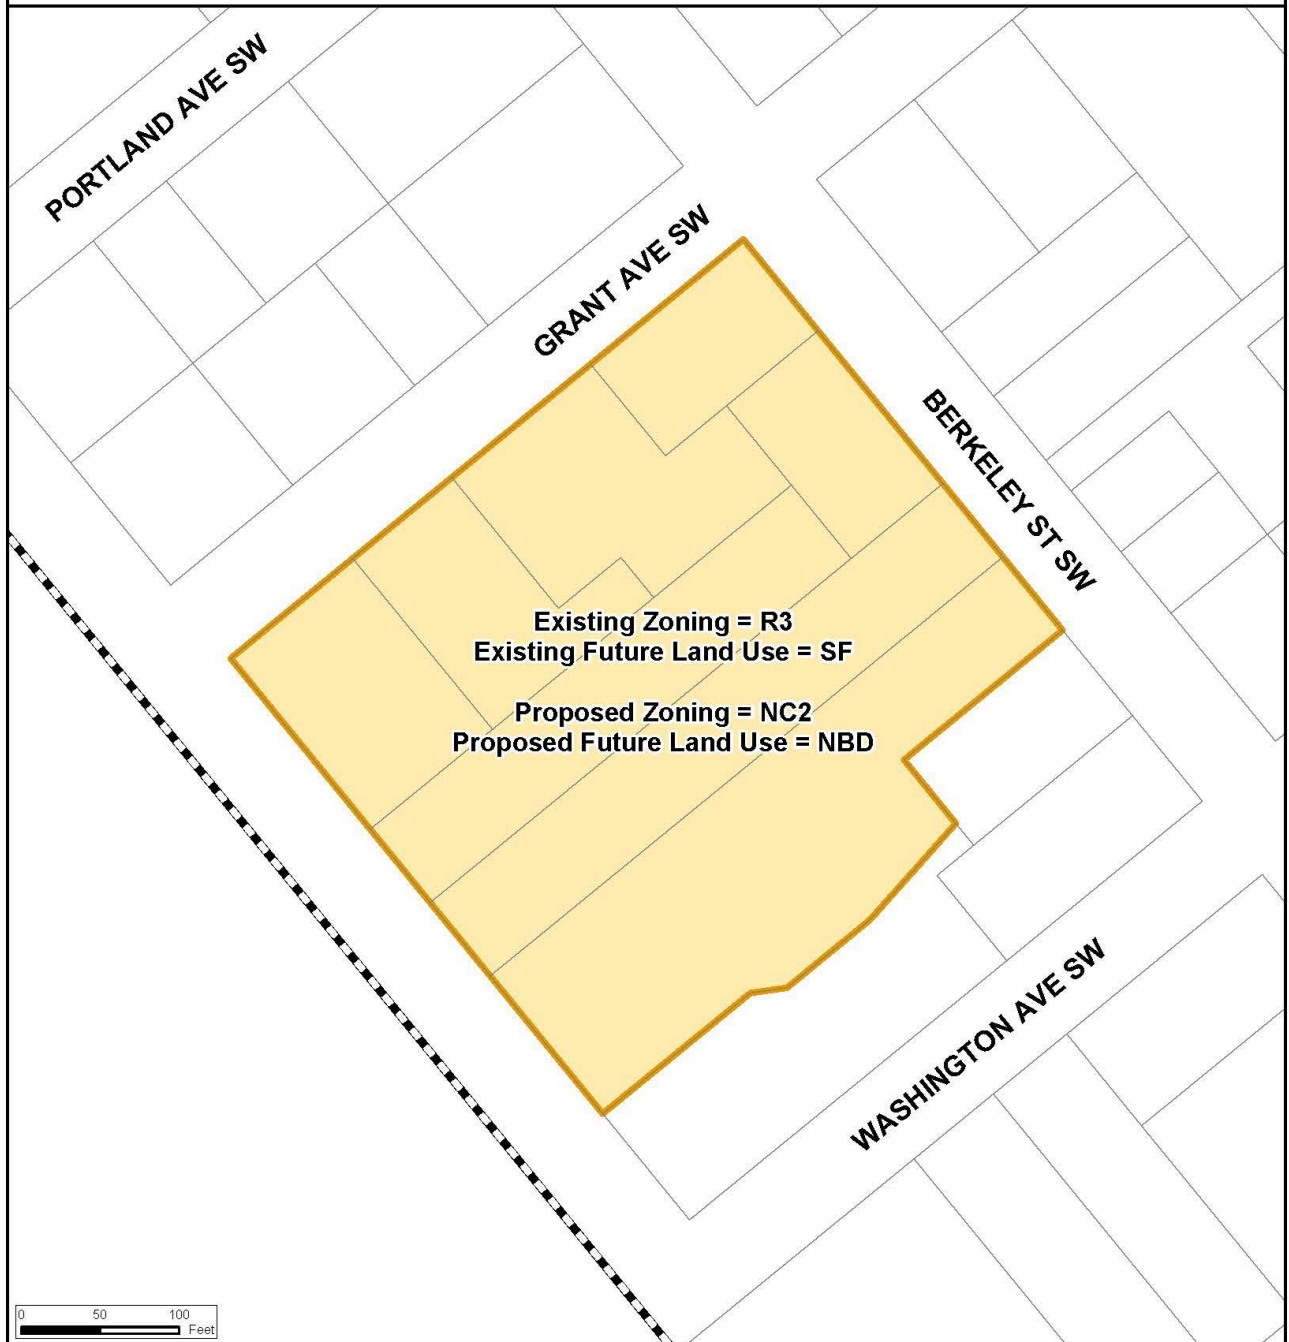 PORTLAND AVE SW
GRANT AVE SW
BERKELEY ST SW
Existing Zoning = R3
Existing Future Land Use = SF
Proposed Zoning = NC2
Proposed Future Land Use = NBD
WASHINGTON AVE SW
0 50 100
Feet